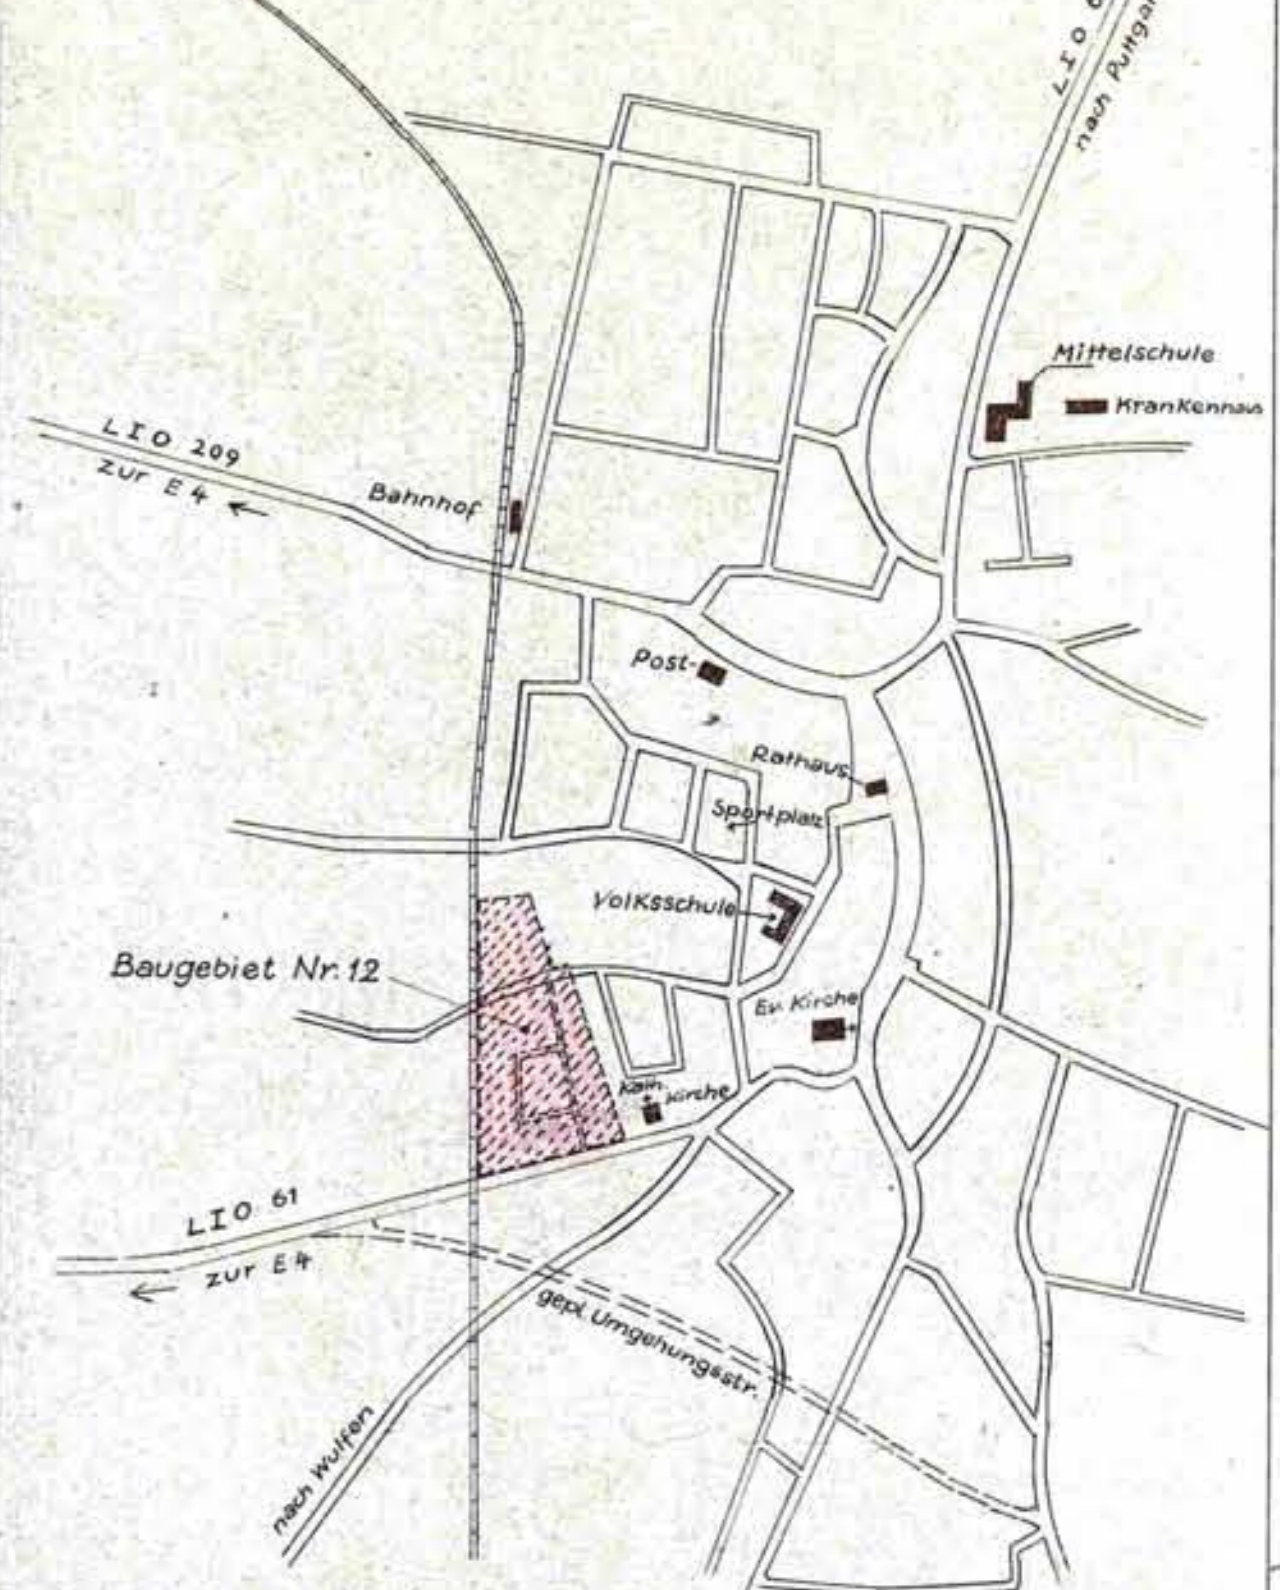 LIO
nach Puttgar
Mittelschule
Krankenhaus
LIO 209
zur E4
Bahnhof
Post
Rathaus
Sportplatz
Volksschule
Baugebiet Nr. 12
Ev. Kirche
Kath.
Kirche
LIO 61
zur E4
gepl. Umgehungsstr.
nach Wulfen